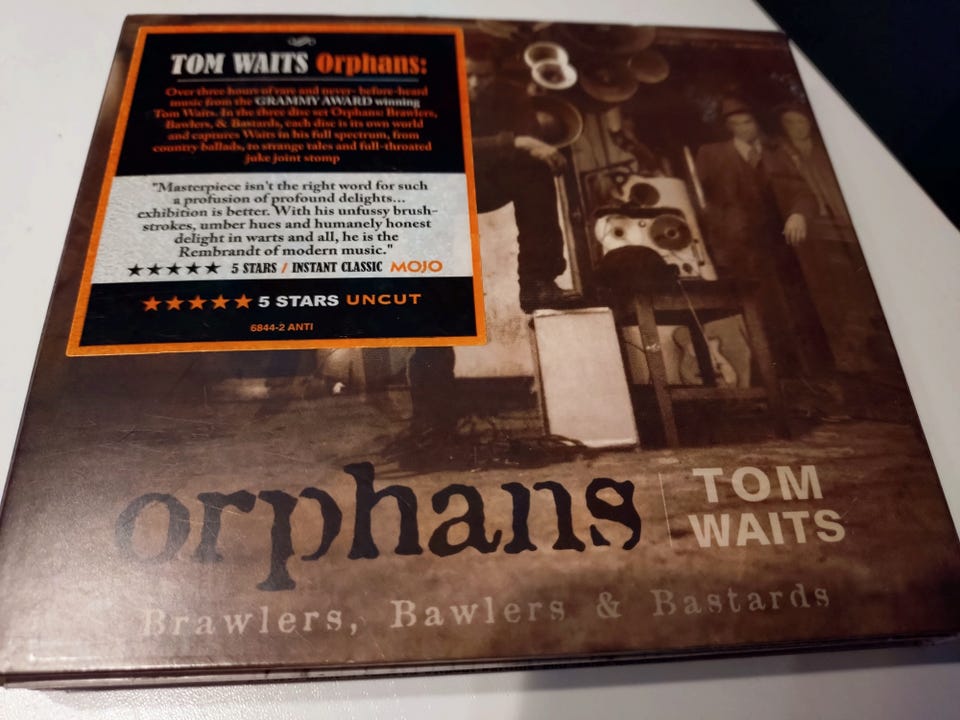 TOM WAITS Orphans:
Over three hours of rare and never- before-heard
music from the GRAMMY AWARD winning
Tom Waits. In the three disc set Orphans: Brawlers,
Bawlers, & Bastards, each disc is its own world
and captures Waits in his full spectrum, from
country ballads, to strange tales and full-throated
juke joint stomp
"Masterpiece isn't the right word for such
a profusion of profound delights...
exhibition is better. With his unfussy brush-
strokes, umber hues and humanely honest
delight in warts and all, he is the
Rembrandt of modern music."
★★★★★ 5 STARS / INSTANT CLASSIC MOJO
★★★★★ 5 STARS UNCUT
6844-2 ANTI
orphans
TOM
WAITS
Brawlers, Bawlers & Bastards